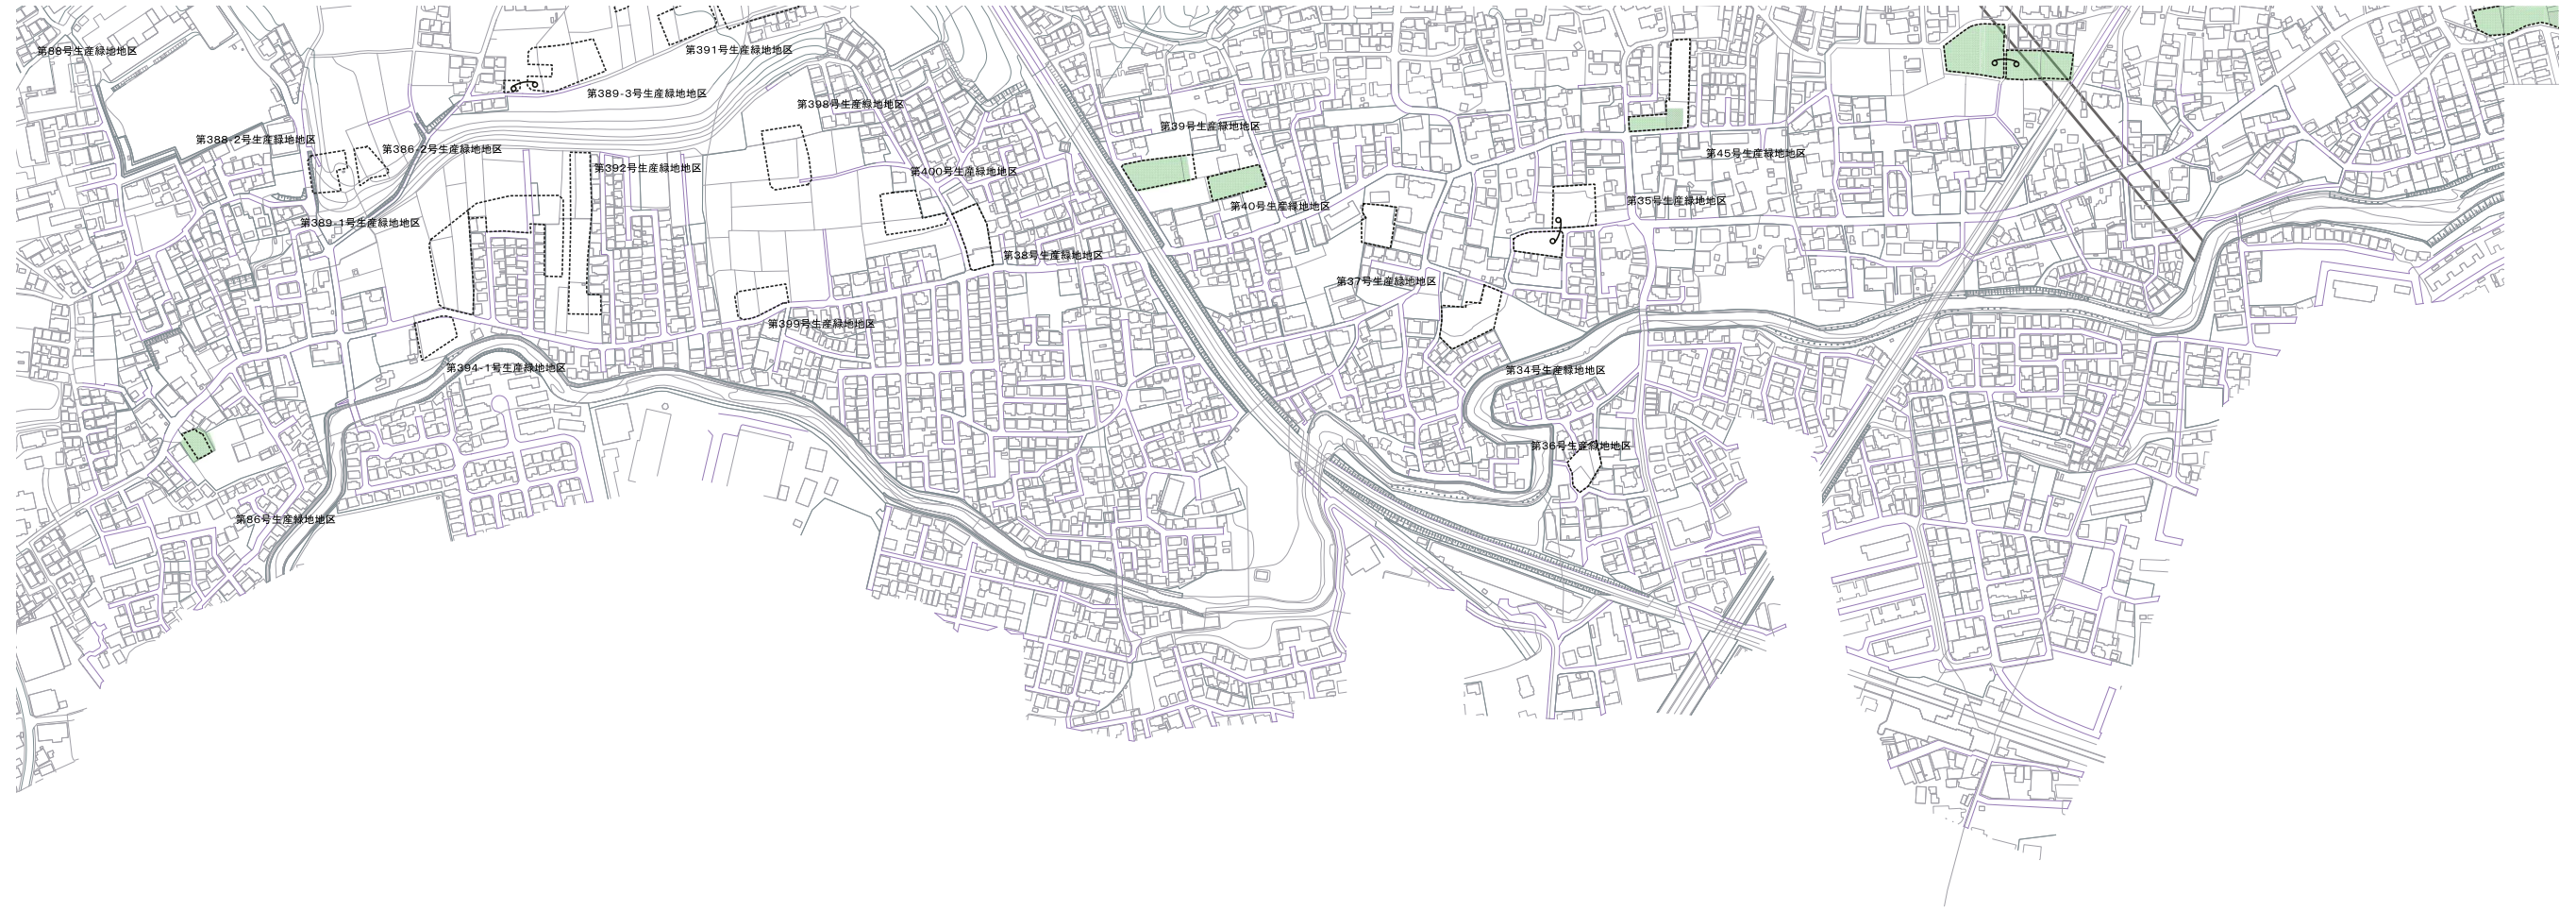 第88号生産緑地地区
第391号生産緑地地区
第389-3号生産緑地地区
第398号生産緑地地区
第39号生産緑地地区
第388-2号生産緑地地区
第386-2号生産緑地地区
第45号生産緑地地区
第392号生産緑地地区
第400号生産緑地地区
第35号生産緑地地区
第40号生産緑地地区
第389-1号生産緑地地区
第38号生産緑地地区
第37号生産緑地地区
第399号生産緑地地区
第394-1号生産緑地地区
第34号生産緑地地区
第36号生産緑地地区
第86号生産緑地地区